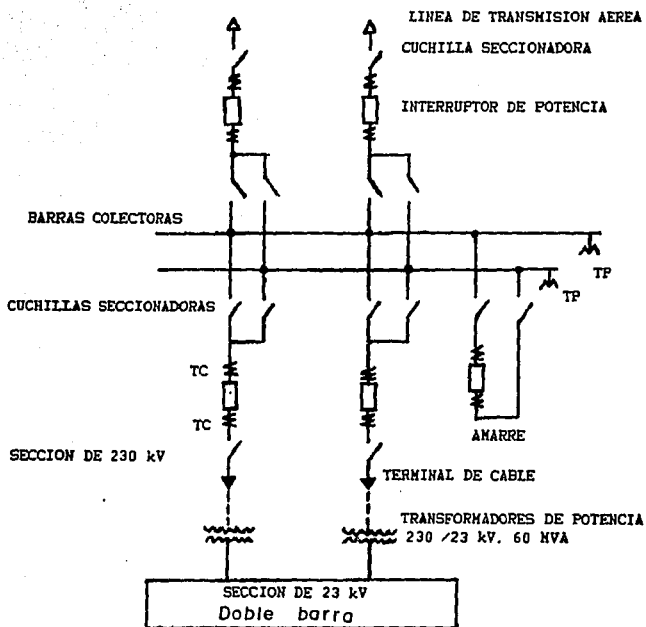 LINEA DE TRANSMISION AEREA
CUCHILLA SECCIONADORA
INTERRUPTOR DE POTENCIA
BARRAS COLECTORAS
TP
TP
CUCHILLAS SECCIONADORAS
TC
TC
AMARRE
SECCION DE 230 kV
TERMINAL DE CABLE
TRANSFORMADORES DE POTENCIA
230 /23 kV. 60 MVA
SECCION DE 23 kV
Doble barra